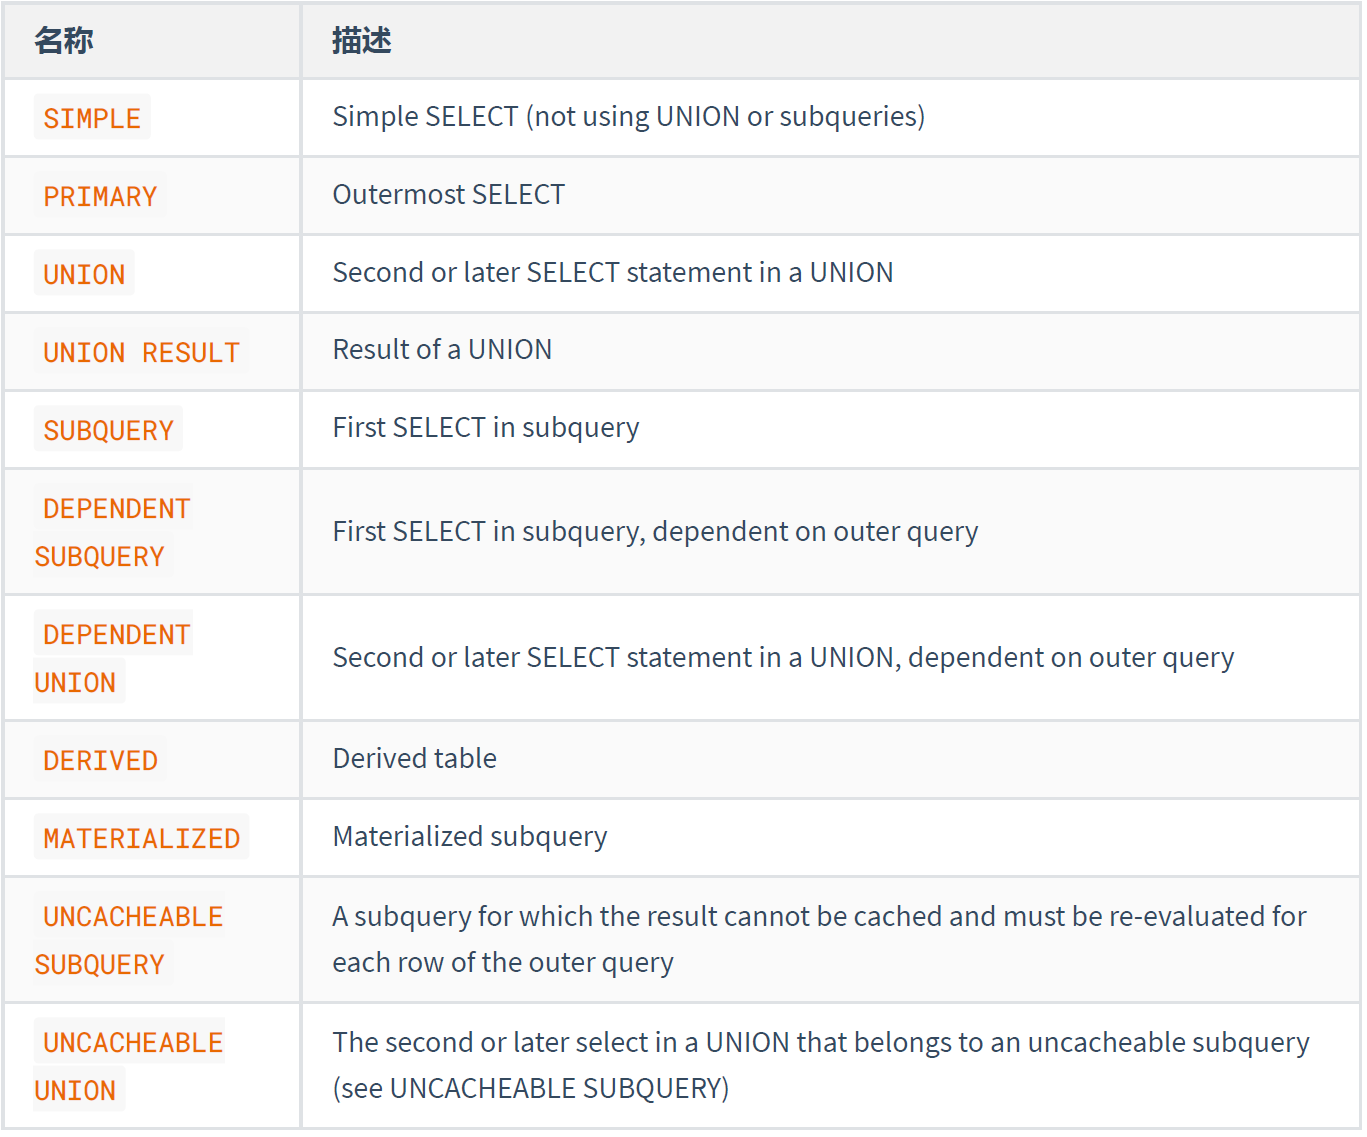 名称 描述
SIMPLE Simple SELECT (not using UNION or subqueries)
PRIMARY Outermost SELECT
UNION Second or later SELECT statement in a UNION
UNION RESULT Result of a UNION
SUBQUERY First SELECT in subquery
DEPENDENT
SUBQUERY
First SELECT in subquery, dependent on outer query
DEPENDENT
UNION
Second or later SELECT statement in a UNION, dependent on outer query
DERIVED Derived table
MATERIALIZED Materialized subquery
UNCACHEABLE
SUBQUERY
A subquery for which the result cannot be cached and must be re-evaluated for
each row of the outer query
UNCACHEABLE
UNION
The second or later select in a UNION that belongs to an uncacheable subquery
(see UNCACHEABLE SUBQUERY)